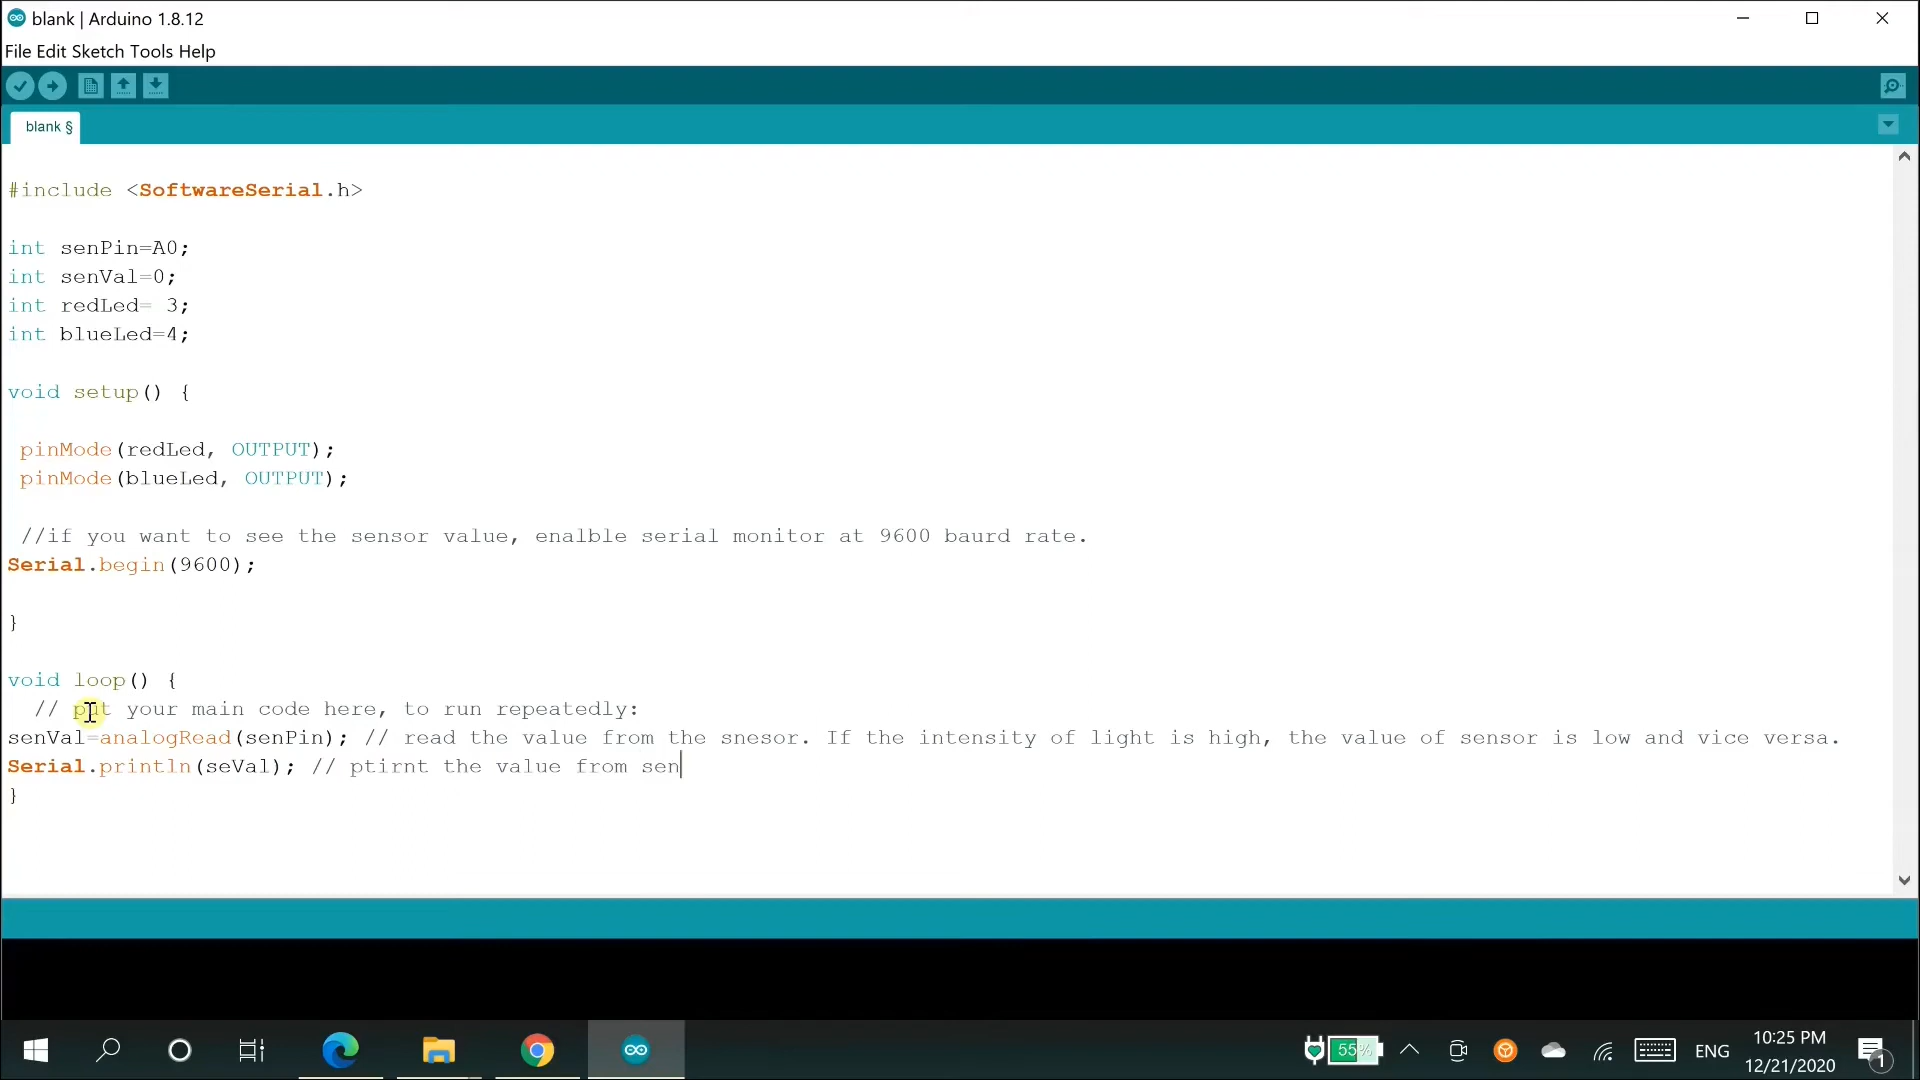 blank | Arduino 1.8.12
File Edit Sketch Tools Help
blank §
#include <SoftwareSerial.h>
int senPin=A0;
int senVal=0;
int redLed= 3;
int blueLed=4;
void setup() {
pinMode(redLed, OUTPUT);
pinMode(blueLed, OUTPUT);
//if you want to see the sensor value, enalble serial monitor at 9600 baurd rate.
Serial.begin(9600);
}
void loop() {
// put your main code here, to run repeatedly:
senVal=analogRead(senPin); // read the value from the snesor. If the intensity of light is high, the value of sensor is low and vice versa.
Serial.println(seVal); // ptirnt the value from sen
}
55%
ENG
10:25 PM
12/21/2020
1